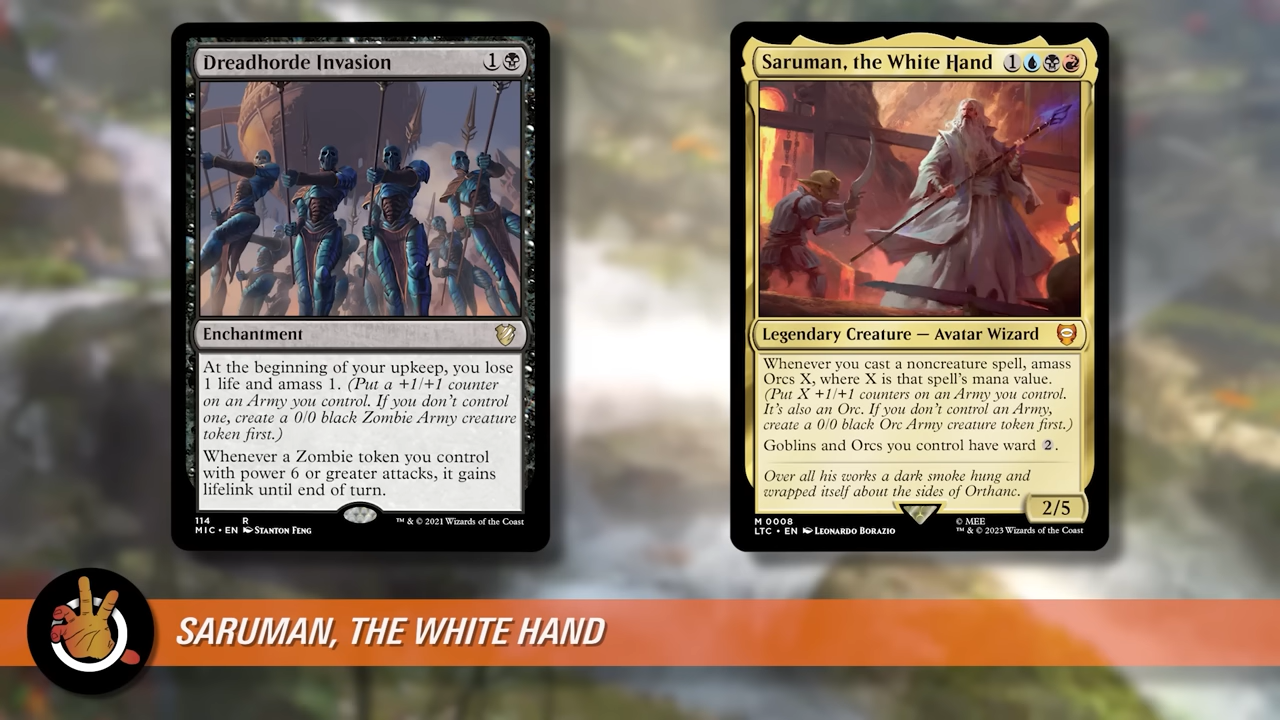 Dreadhorde Invasion 1
Enchantment
At the beginning of your upkeep, you lose
1 life and amass 1. (Put a +1/+1 counter
on an Army you control. If you don't control
one, create a 0/0 black Zombie Army creature
token first.)
Whenever a Zombie token you control
with power 6 or greater attacks, it gains
lifelink until end of turn.
114 R
MIC • EN STANTON FENG
™ & © 2021 Wizards of the Coast
Saruman, the White Hand 1
Legendary Creature — Avatar Wizard
Whenever you cast a noncreature spell, amass
Orcs X, where X is that spell's mana value.
(Put X +1/+1 counters on an Army you control.
It's also an Orc. If you don't control an Army,
create a 0/0 black Orc Army creature token first.)
Goblins and Orcs you control have ward 2.
Over all his works a dark smoke hung and
wrapped itself about the sides of Orthanc.
2/5
M 0008
LTC • EN LEONARDO BORAZIO
© MEE
™ & © 2023 Wizards of the Coast
SARUMAN, THE WHITE HAND